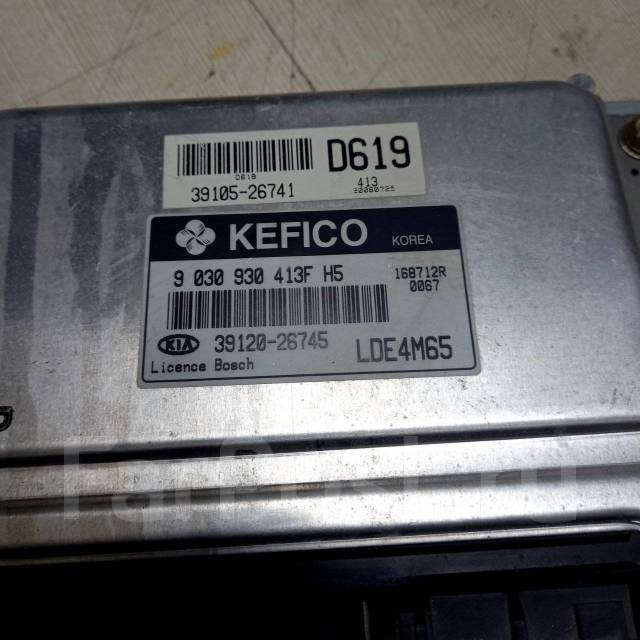 D619
D619
39105-26741
413
20060725
KEFICO
KOREA
9 030 930 413F H5
168712R
0067
KIA
39120-26745
LDE4M65
Licence Bosch